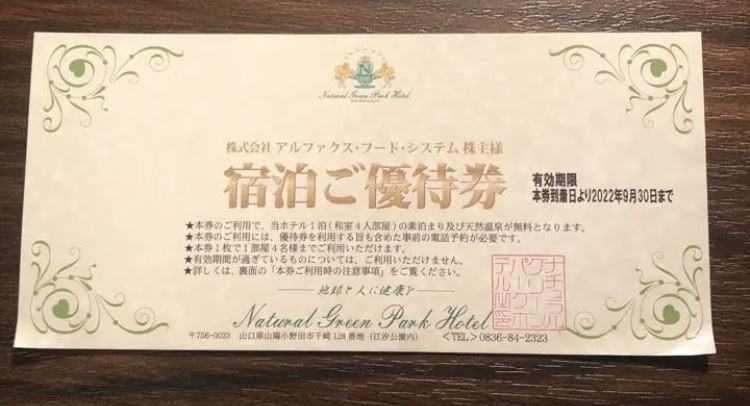 Natural Green Park Hotel
株式会社 アルファクス・フード・システム 株主様
宿泊ご優待券
有効期限
本券到着日より2022年9月30日まで
★本券のご利用で、当ホテル1泊(和室4人部屋)の素泊まり及び天然温泉が無料となります。
★本券のご利用には、優待券を利用する旨も含めた事前の電話予約が必要です。
★本券1枚で1部屋4名様までご利用いただけます。
★有効期間が過ぎているものについては、ご利用いただけません。
★詳しくは、裏面の「本券ご利用時の注意事項」をご覧ください。
地球と人に健康を
Natural Green Park Hotel
〒756-0023 山口県山陽小野田市千崎128番地(江汐公園内) <TEL>0836-84-2323
ナチュラル
グリーン
パークホ
テル